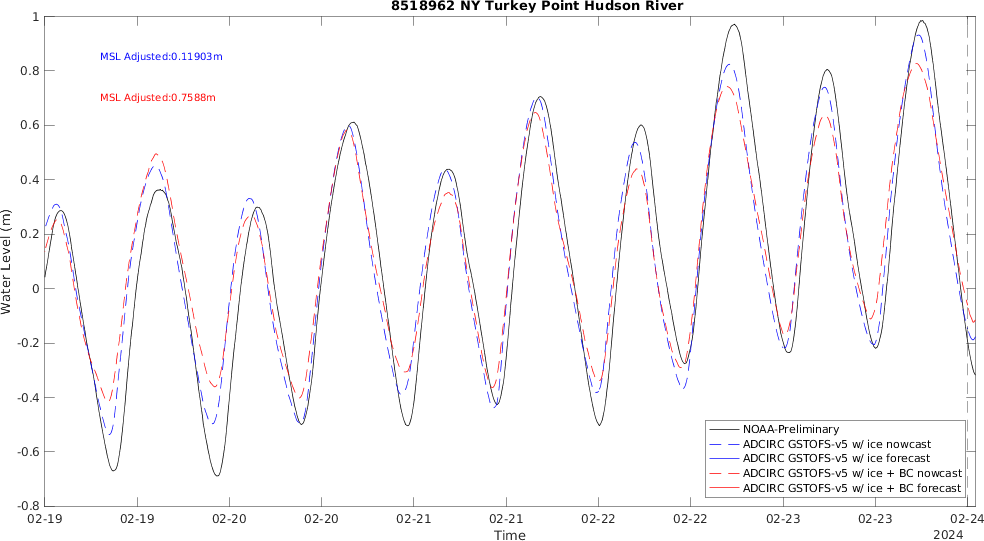 8518962 NY Turkey Point Hudson River
MSL Adjusted:0.11903m
MSL Adjusted:0.7588m
Water Level (m)
1
0.8
0.6
0.4
0.2
0
-0.2
-0.4
-0.6
-0.8
NOAA-Preliminary
ADCIRC GSTOFS-v5 w/ ice nowcast
ADCIRC GSTOFS-v5 w/ ice forecast
ADCIRC GSTOFS-v5 w/ ice + BC nowcast
ADCIRC GSTOFS-v5 w/ ice + BC forecast
02-19 02-19 02-20 02-20 02-21 02-21 02-22 02-22 02-23 02-23 02-24
Time
2024